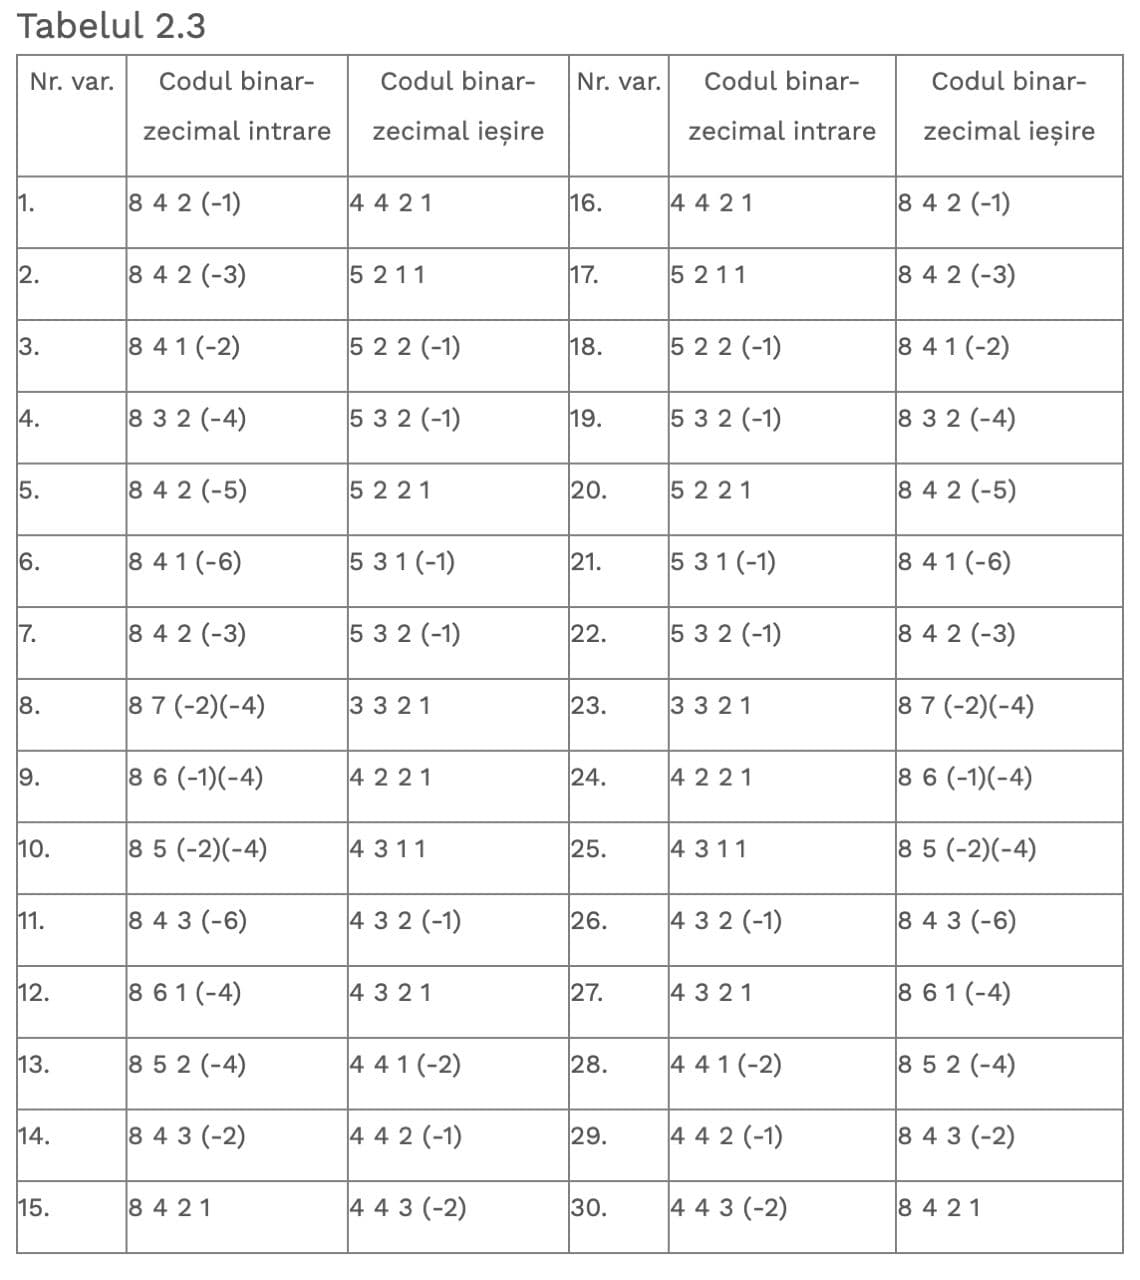 Tabelul 2.3
Nr. var. Codul binar- Codul binar- Nr. var. Codul binar- Codul binar-
zecimal intrare zecimal ieșire zecimal intrare zecimal ieșire
1. 8 4 2 (-1) 4 4 2 1 16. 4 4 2 1 8 4 2 (-1)
2. 8 4 2 (-3) 5 2 1 1 17. 5 2 1 1 8 4 2 (-3)
3. 8 4 1 (-2) 5 2 2 (-1) 18. 5 2 2 (-1) 8 4 1 (-2)
4. 8 3 2 (-4) 5 3 2 (-1) 19. 5 3 2 (-1) 8 3 2 (-4)
5. 8 4 2 (-5) 5 2 2 1 20. 5 2 2 1 8 4 2 (-5)
6. 8 4 1 (-6) 5 3 1 (-1) 21. 5 3 1 (-1) 8 4 1 (-6)
7. 8 4 2 (-3) 5 3 2 (-1) 22. 5 3 2 (-1) 8 4 2 (-3)
8. 8 7 (-2)(-4) 3 3 2 1 23. 3 3 2 1 8 7 (-2)(-4)
9. 8 6 (-1)(-4) 4 2 2 1 24. 4 2 2 1 8 6 (-1)(-4)
10. 8 5 (-2)(-4) 4 3 1 1 25. 4 3 1 1 8 5 (-2)(-4)
11. 8 4 3 (-6) 4 3 2 (-1) 26. 4 3 2 (-1) 8 4 3 (-6)
12. 8 6 1 (-4) 4 3 2 1 27. 4 3 2 1 8 6 1 (-4)
13. 8 5 2 (-4) 4 4 1 (-2) 28. 4 4 1 (-2) 8 5 2 (-4)
14. 8 4 3 (-2) 4 4 2 (-1) 29. 4 4 2 (-1) 8 4 3 (-2)
15. 8 4 2 1 4 4 3 (-2) 30. 4 4 3 (-2) 8 4 2 1